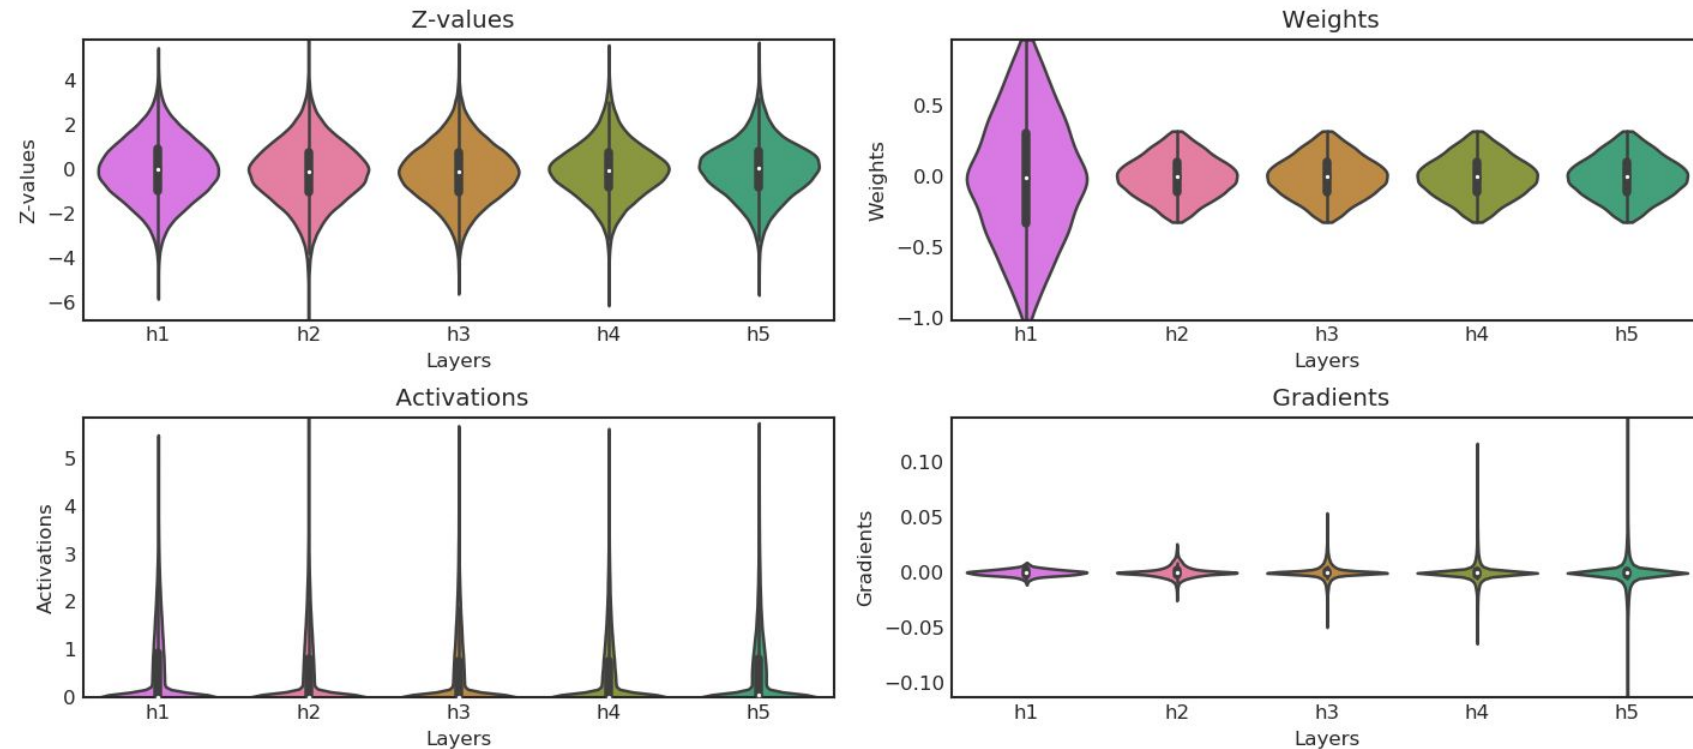 Z-values
Z-values
4
2
0
−2
−4
−6
h1 h2 h3 h4 h5
Layers
Weights
Weights
0.5
0.0
−0.5
−1.0
h1 h2 h3 h4 h5
Layers
Activations
Activations
5
4
3
2
1
0
h1 h2 h3 h4 h5
Layers
Gradients
Gradients
0.10
0.05
0.00
−0.05
−0.10
h1 h2 h3 h4 h5
Layers